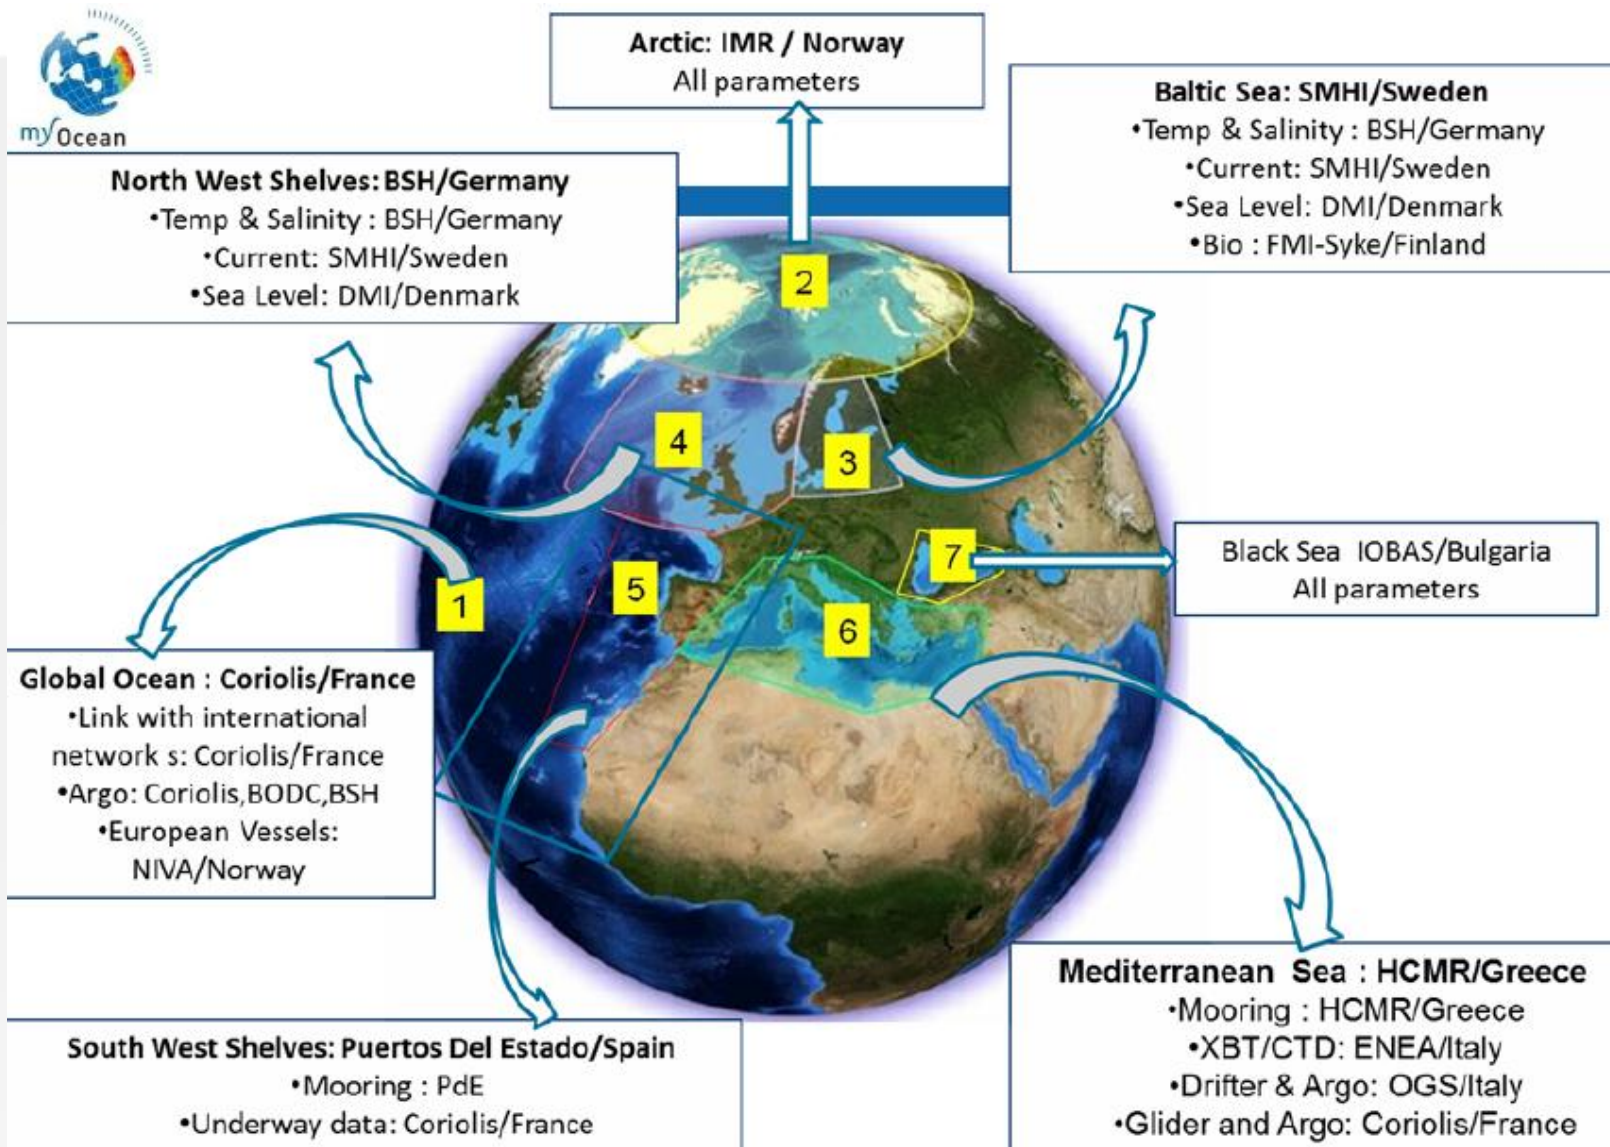 my Ocean
Arctic: IMR / Norway
All parameters
Baltic Sea: SMHI/Sweden
•Temp & Salinity : BSH/Germany
•Current: SMHI/Sweden
•Sea Level: DMI/Denmark
•Bio : FMI-Syke/Finland
North West Shelves: BSH/Germany
•Temp & Salinity : BSH/Germany
•Current: SMHI/Sweden
•Sea Level: DMI/Denmark
2
4
3
7
Black Sea IOBAS/Bulgaria
All parameters
1
5
6
Global Ocean : Coriolis/France
•Link with international
network s: Coriolis/France
•Argo: Coriolis,BODC,BSH
•European Vessels:
NIVA/Norway
Mediterranean Sea : HCMR/Greece
•Mooring : HCMR/Greece
•XBT/CTD: ENEA/Italy
•Drifter & Argo: OGS/Italy
•Glider and Argo: Coriolis/France
South West Shelves: Puertos Del Estado/Spain
•Mooring : PdE
•Underway data: Coriolis/France